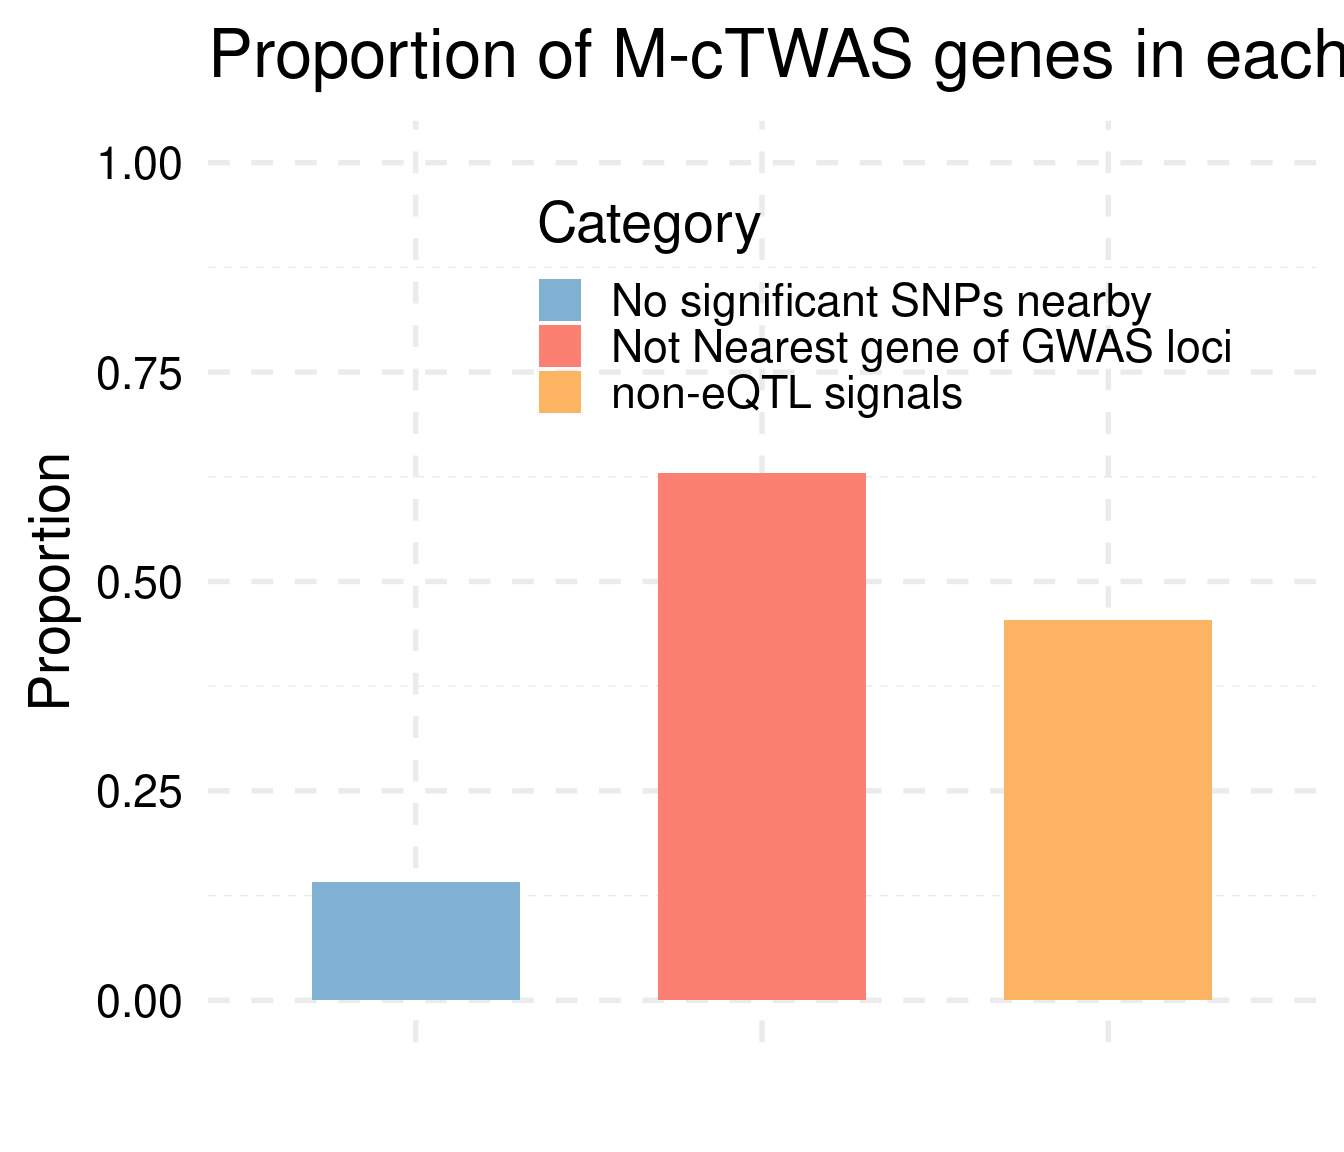 Proportion of M-cTWAS genes in each
1.00
Category
No significant SNPs nearby
Not Nearest gene of GWAS loci
0.75
non-eQTL signals
Proportion
0.50
0.25
0.00